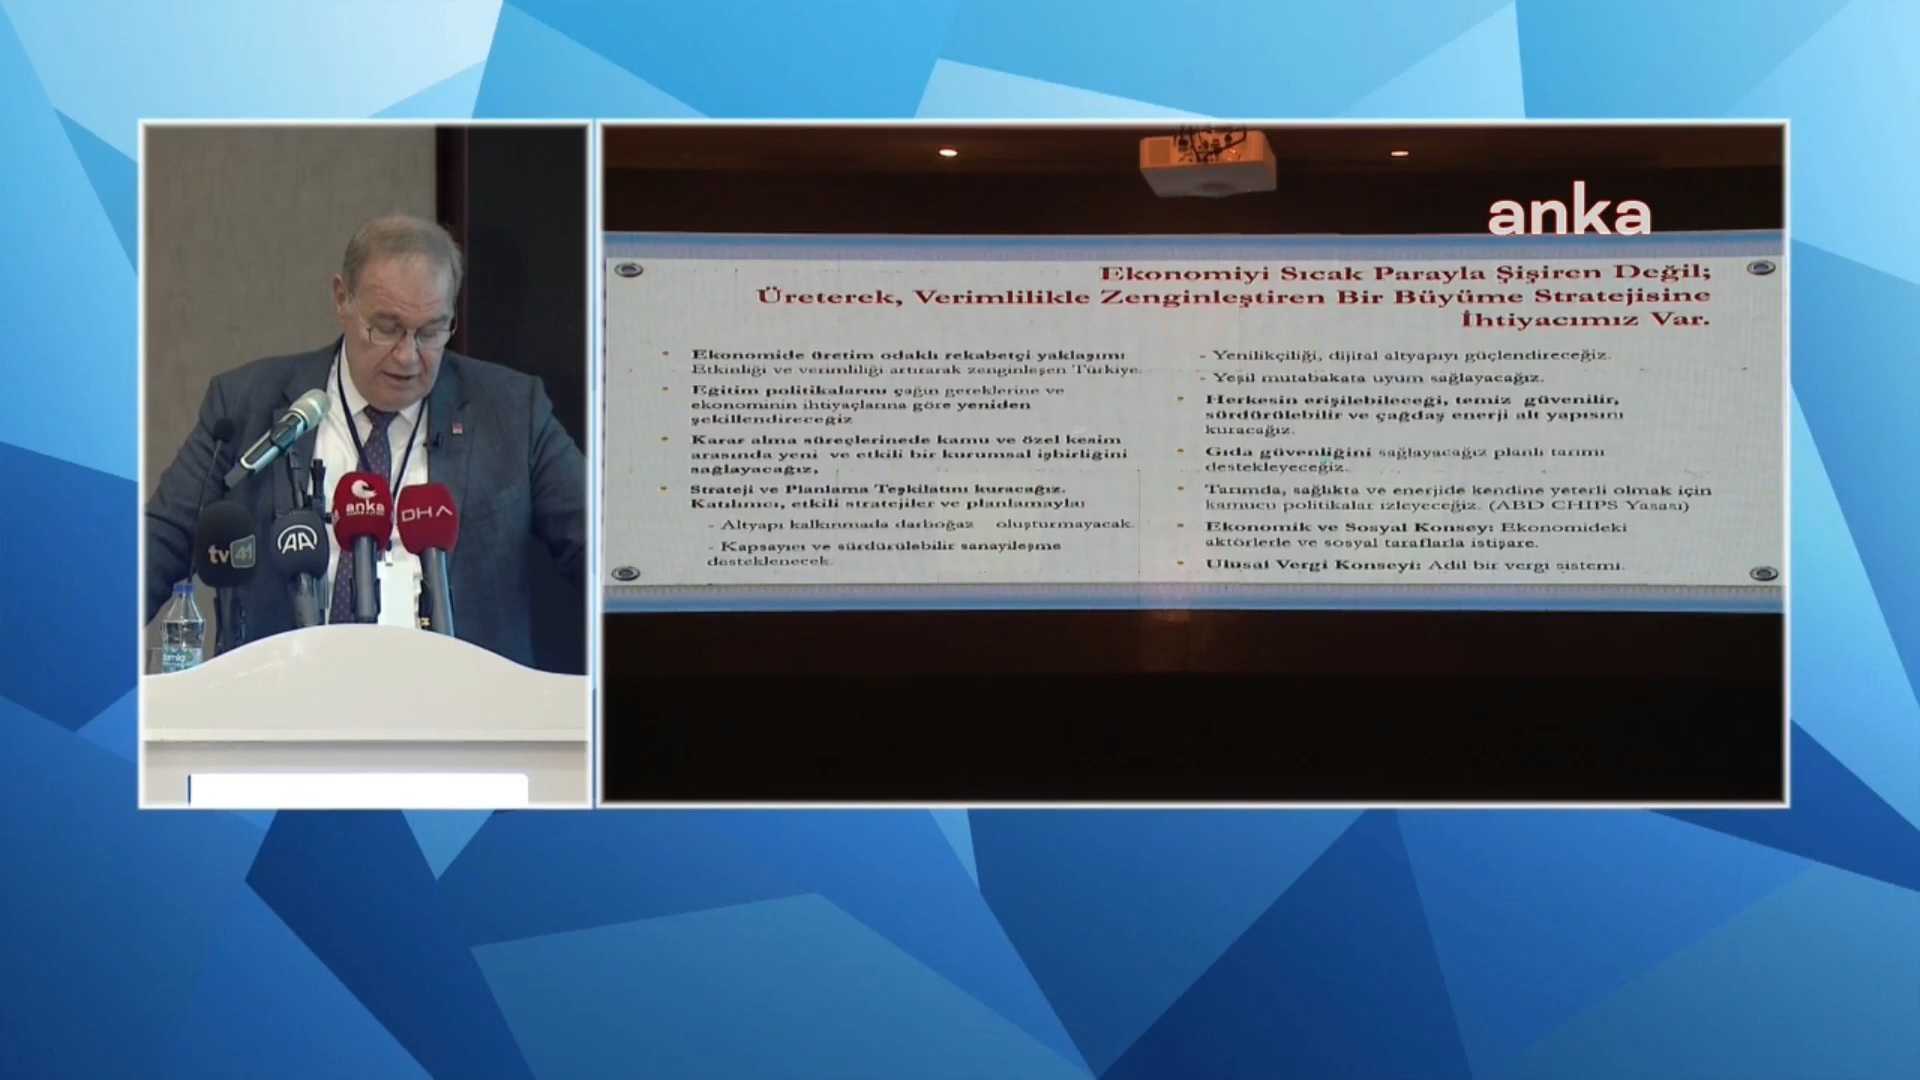 anka
Ekonomiyi Sıcak Parayla Şişiren Değil;
Üreterek, Verimlilikle Zenginleştiren Bir Büyüme Stratejisine
İhtiyacımız Var.
Ekonomide üretim odaklı rekabetçi yaklaşımı
Etkinliği ve verimliliği artırarak zenginleşen Türkiye.
Eğitim politikalarını çağın gereklerine ve
ekonominin ihtiyaçlarına göre yeniden
şekillendireceğiz
Karar alma süreçlerinede kamu ve özel kesim
arasında yeni ve etkili bir kurumsal işbirliğini
sağlayacağız,
Strateji ve Planlama Teşkilatını kuracağız.
Katılımcı, etkili stratejiler ve planlamayla:
- Altyapı kalkınmada darboğaz oluşturmayacak.
- Kapsayıcı ve sürdürülebilir sanayileşme
desteklenecek.
- Yenilikçiliği, dijital altyapıyı güçlendireceğiz.
- Yeşil mutabakata uyum sağlayacağız.
Herkesin erişilebileceği, temiz güvenilir,
sürdürülebilir ve çağdaş enerji alt yapısını
kuracağız.
Gıda güvenliğini sağlayacağız planlı tarımı
destekleyeceğiz.
Tarımda, sağlıkta ve enerjide kendine yeterli olmak için
kamucu politikalar izleyeceğiz. (ABD CHIPS Yasası)
Ekonomik ve Sosyal Konsey: Ekonomideki
aktörlerle ve sosyal taraflarla istişare.
Ulusal Vergi Konseyi: Adil bir vergi sistemi.
tv41
AA
anka
DHA